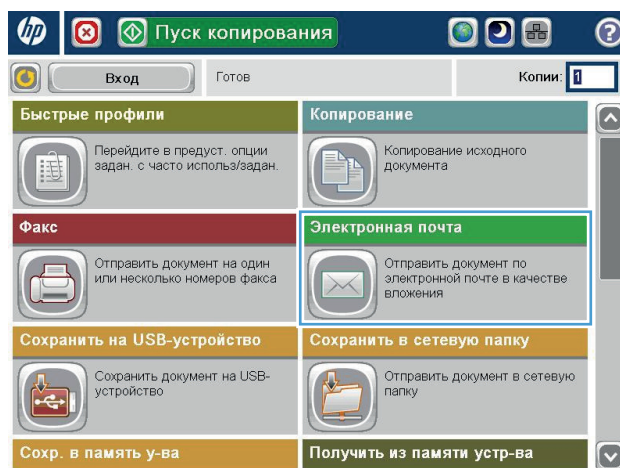 hp
Пуск копирования
?
Вход
Готов
Копии: 1
Быстрые профили
Перейдите в предуст. опции
задан. с часто использ/задан.
Копирование
Копирование исходного
документа
Факс
Отправить документ на один
или несколько номеров факса
Электронная почта
Отправить документ по
электронной почте в качестве
вложения
Сохранить на USB-устройство
Сохранить документ на USB-
устройство
Сохранить в сетевую папку
Отправить документ в сетевую
папку
Сохр. в память у-ва
Получить из памяти устр-ва